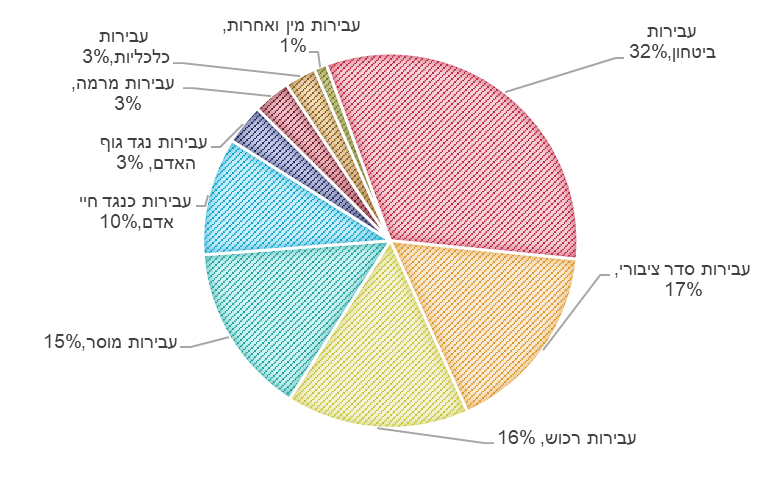 עבירות
ביטחון,32%
עבירות סדר ציבורי,
17%
עבירות רכוש, 16%
עבירות מוסר,15%
עבירות כנגד חיי
אדם,10%
עבירות נגד גוף
האדם, 3%
עבירות מרמה,
3%
עבירות
כלכליות,3%
עבירות מין ואחרות,
1%